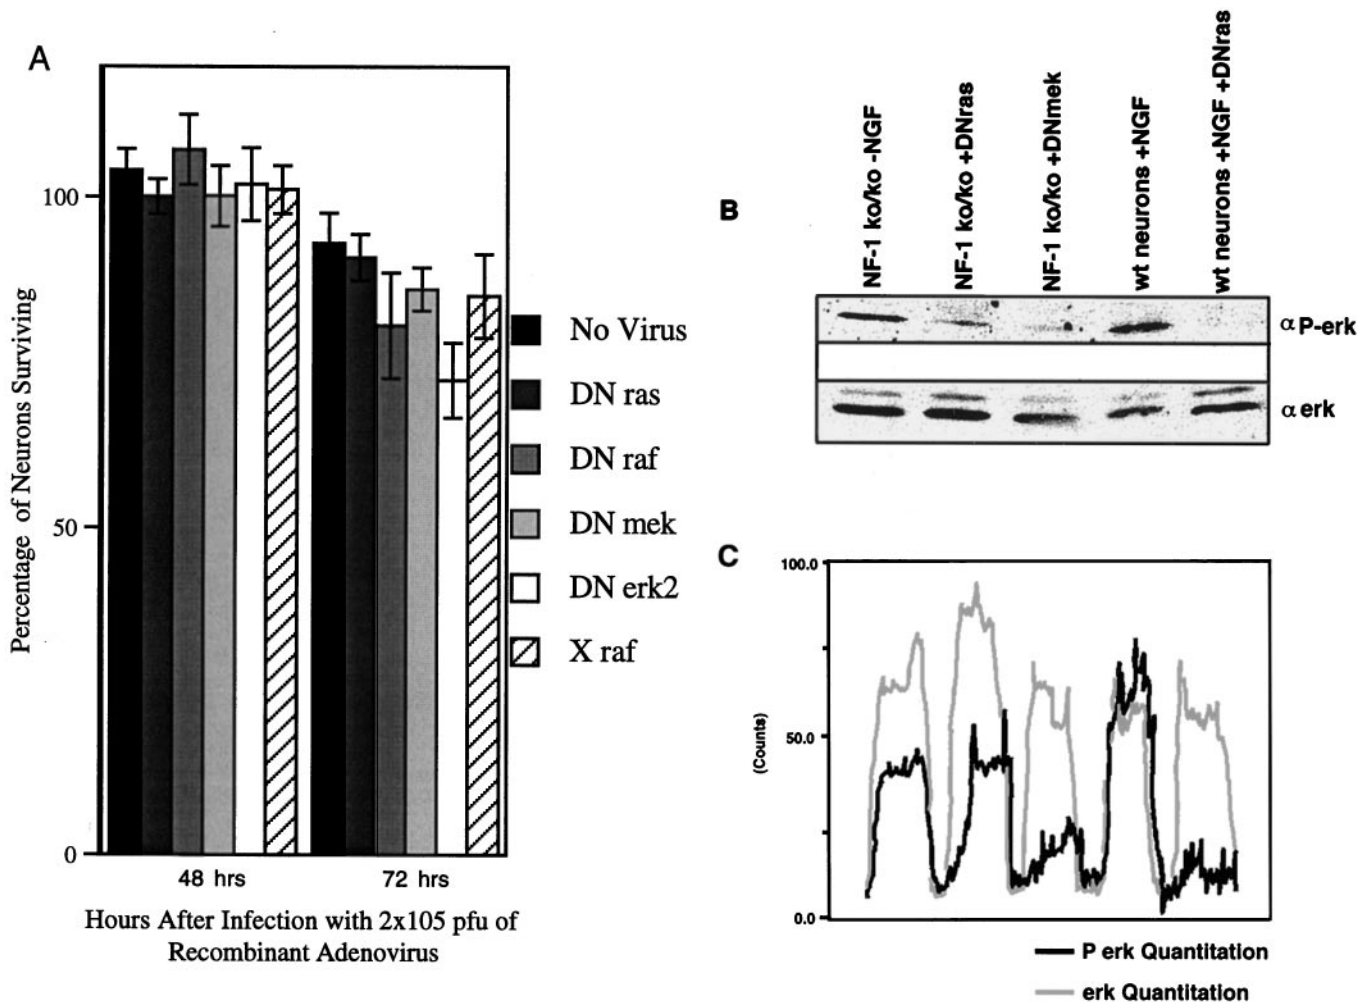 A
Percentage of Neurons Surviving
100
50
0
48 hrs
72 hrs
Hours After Infection with 2x105 pfu of
Recombinant Adenovirus
No Virus
DN ras
DN raf
DN mek
DN erk2
X raf
B
NF-1 ko/ko -NGF
NF-1 ko/ko +DNras
NF-1 ko/ko +DNmek
wt neurons +NGF
wt neurons +NGF +DNras
α P-erk
α erk
C
(Counts)
100.0
50.0
0.0
P erk Quantitation
erk Quantitation